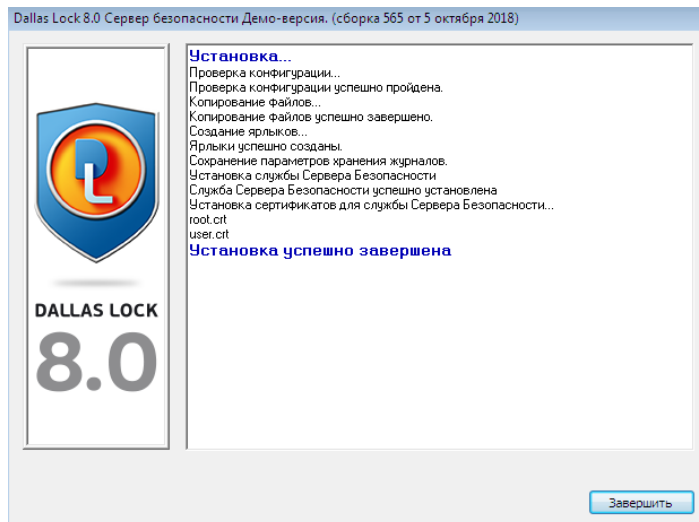 Dallas Lock 8.0 Сервер безопасности Демо-версия. (сборка 565 от 5 октября 2018)
Установка...
Проверка конфигурации...
Проверка конфигурации успешно пройдена.
Копирование файлов...
Копирование файлов успешно завершено.
Создание ярлыков...
Ярлыки успешно созданы.
Сохранение параметров хранения журналов.
Установка службы Сервера Безопасности
Служба Сервера Безопасности успешно установлена
Установка сертификатов для службы Сервера Безопасности...
root.crt
user.crt
Установка успешно завершена
DL
DALLAS LOCK
8.0
Завершить